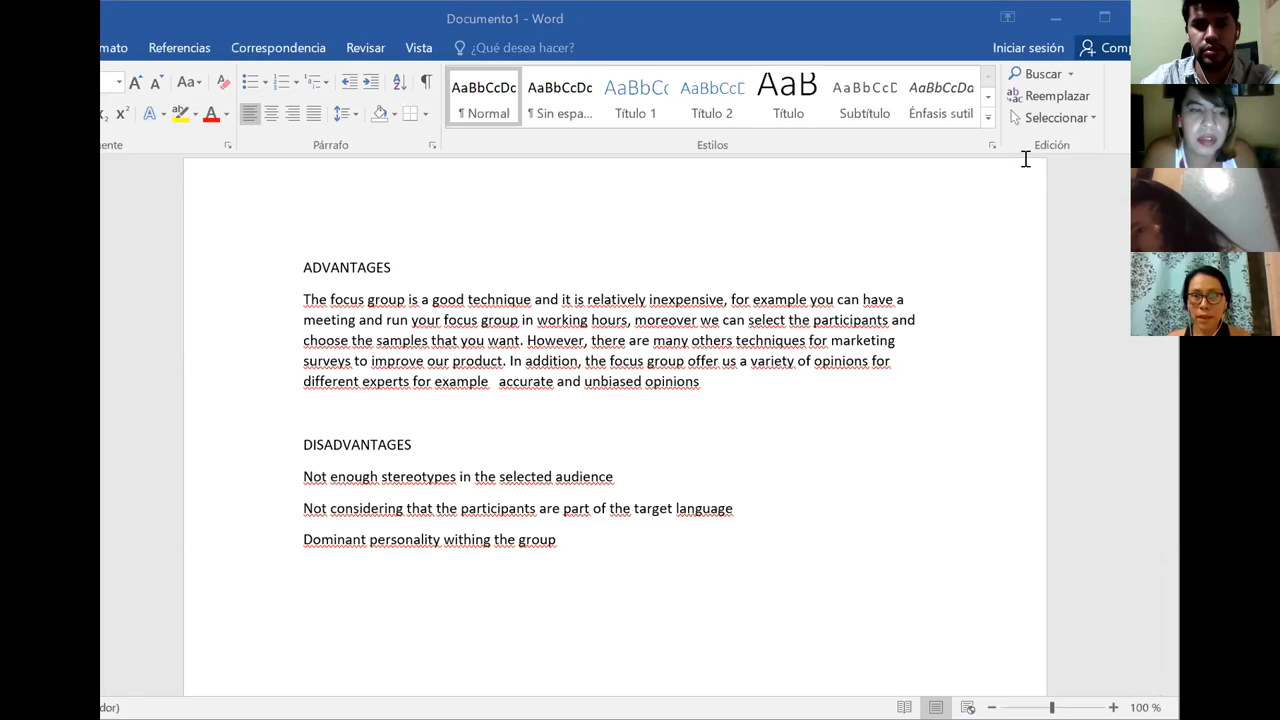 Documento1 - Word
mato Referencias Correspondencia Revisar Vista ¿Qué desea hacer? Iniciar sesión Comp
Aa
AaBbCcDc AaBbCcDc AaBbCc AaBbCcE AaB AaBbCcD AaBbCcDa
¶ Normal ¶ Sin espa... Título 1 Título 2 Título Subtítulo Énfasis sutil
Buscar
Reemplazar
Seleccionar
uente Párrafo Estilos Edición
ADVANTAGES
The focus group is a good technique and it is relatively inexpensive, for example you can have a
meeting and run your focus group in working hours, moreover we can select the participants and
choose the samples that you want. However, there are many others techniques for marketing
surveys to improve our product. In addition, the focus group offer us a variety of opinions for
different experts for example accurate and unbiased opinions
DISADVANTAGES
Not enough stereotypes in the selected audience
Not considering that the participants are part of the target language
Dominant personality withing the group
dor) 100 %